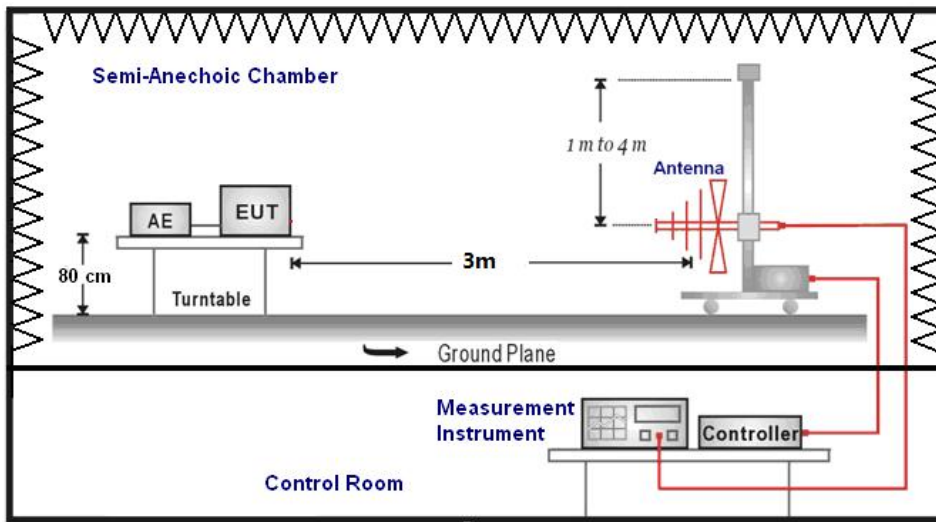 Semi-Anechoic Chamber
1 m to 4 m
Antenna
AE
EUT
80 cm
3m
Turntable
Ground Plane
Measurement
Instrument
Controller
Control Room